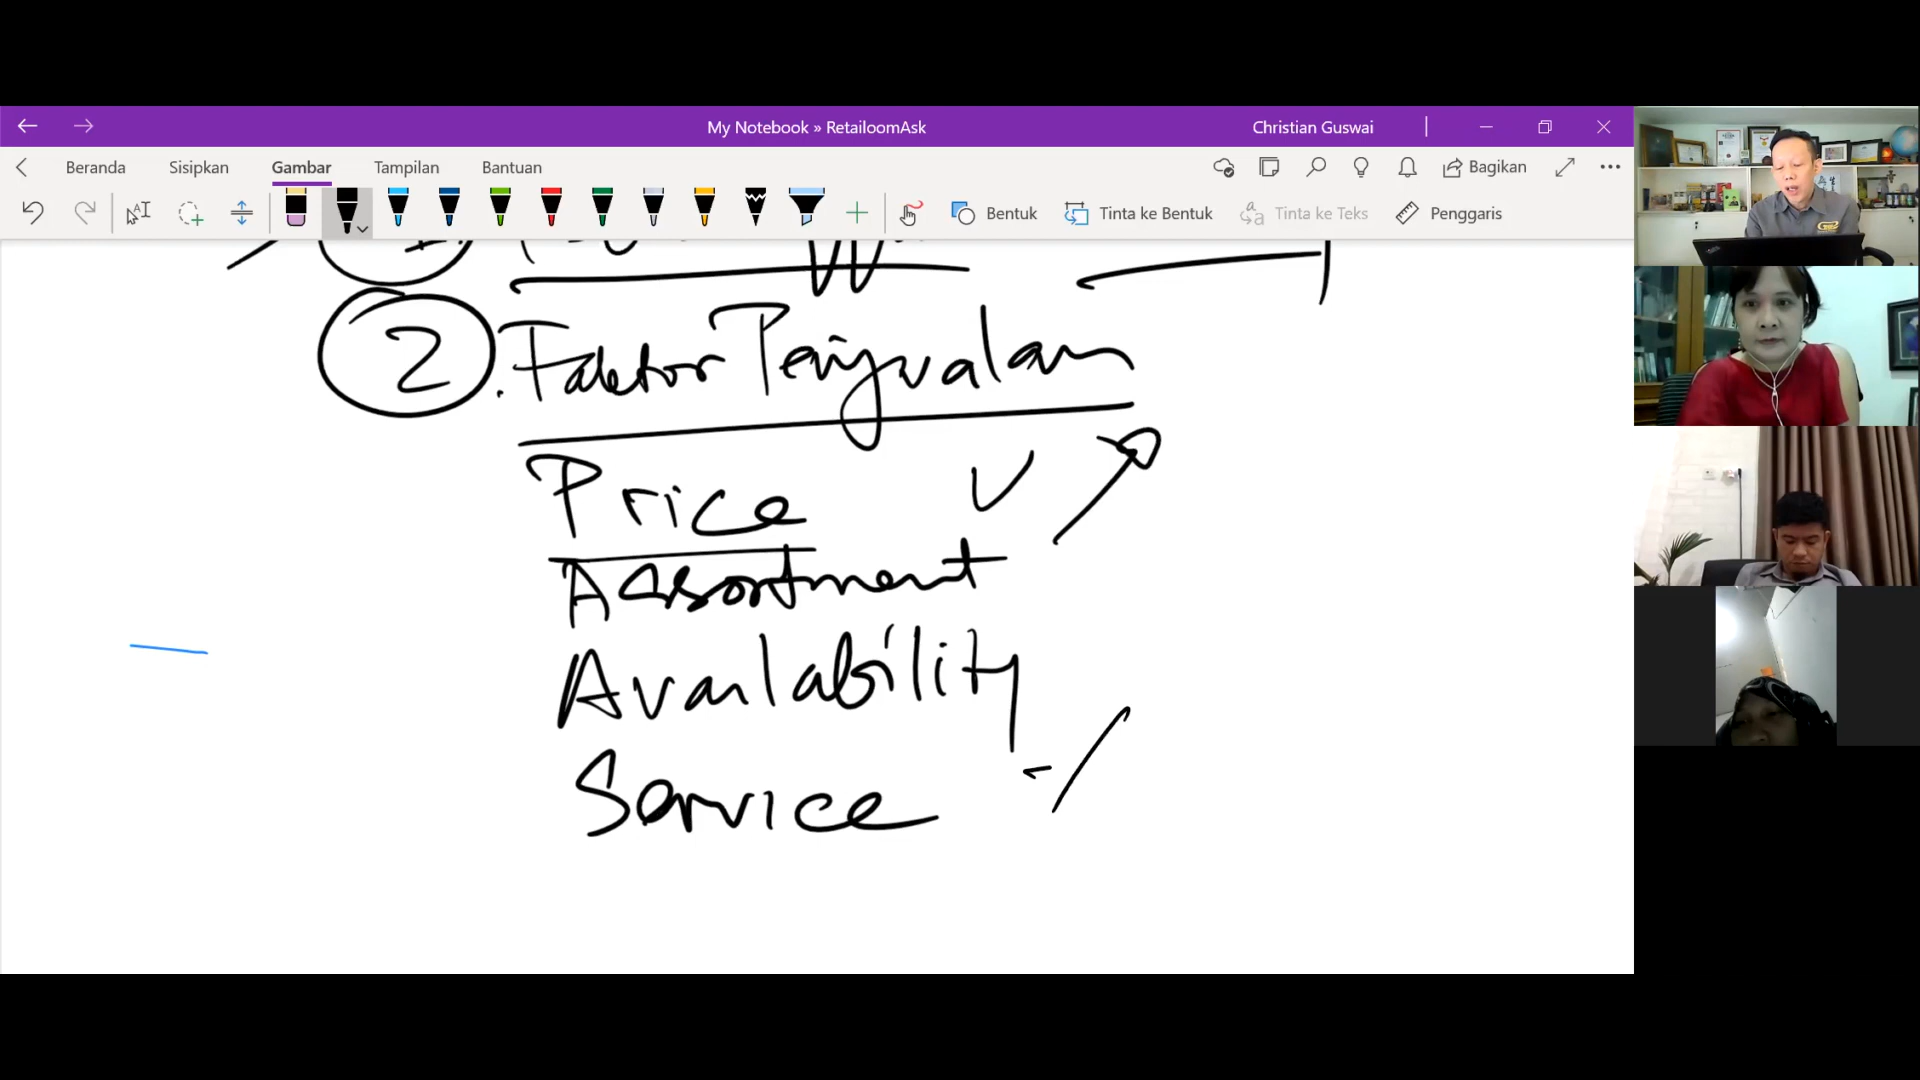 My Notebook » RetailoomAsk
Christian Guswai
Beranda Sisipkan Gambar Tampilan Bantuan
Bagikan
Bentuk Tinta ke Bentuk Tinta ke Teks Penggaris
2. Faktor Penjualan
Price
Assortment
Availability
Service